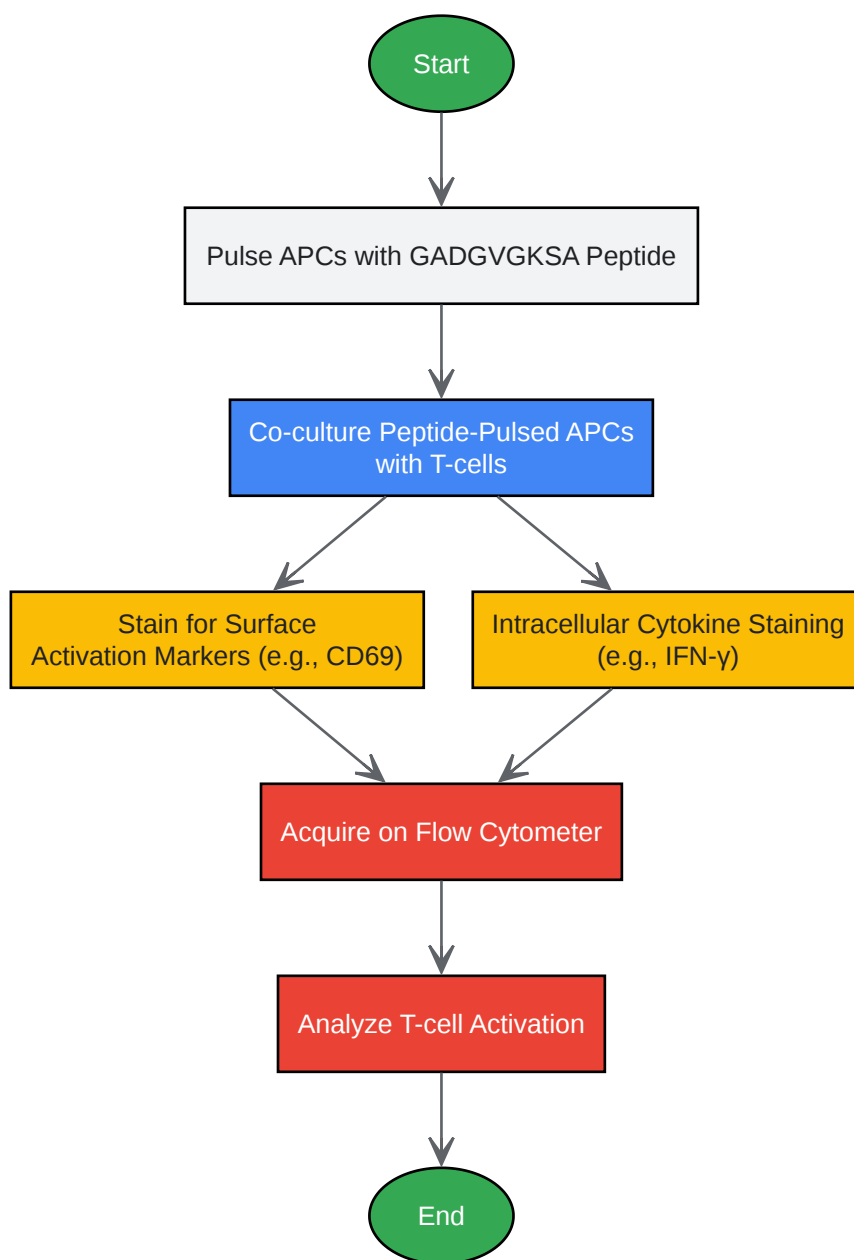 Start
Pulse APCs with GADGVGKSA Peptide
Co-culture Peptide-Pulsed APCs
with T-cells
Stain for Surface
Activation Markers (e.g., CD69)
Intracellular Cytokine Staining
(e.g., IFN-γ)
Acquire on Flow Cytometer
Analyze T-cell Activation
End